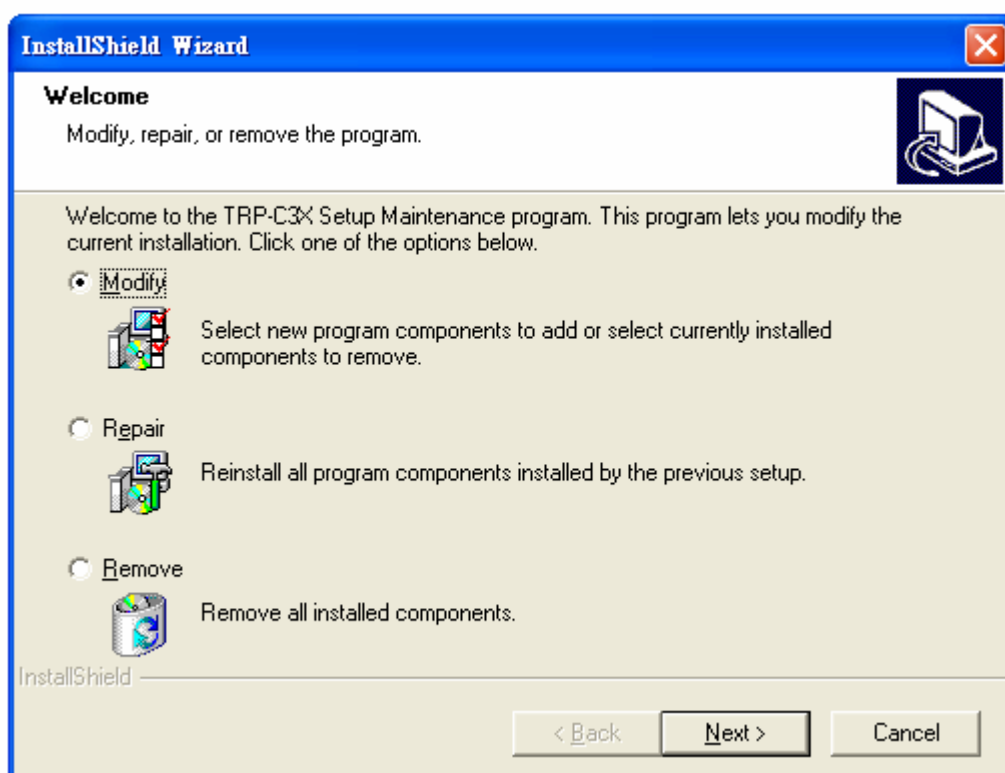 InstallShield Wizard
Welcome
Modify, repair, or remove the program.
Welcome to the TRP-C3X Setup Maintenance program. This program lets you modify the
current installation. Click one of the options below.
Modify
Select new program components to add or select currently installed
components to remove.
Repair
Reinstall all program components installed by the previous setup.
Remove
Remove all installed components.
InstallShield
< Back
Next >
Cancel